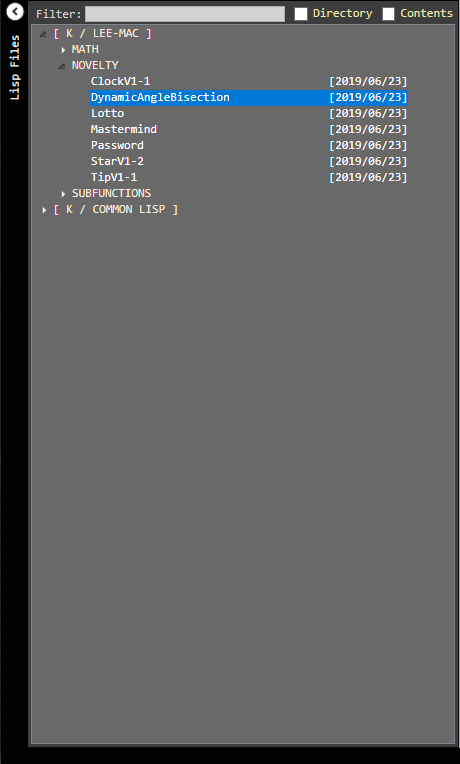 Filter: Directory Contents
Lisp Files
[ K / LEE-MAC ]
MATH
NOVELTY
ClockV1-1 [2019/06/23]
DynamicAngleBisection [2019/06/23]
Lotto [2019/06/23]
Mastermind [2019/06/23]
Password [2019/06/23]
StarV1-2 [2019/06/23]
TipV1-1 [2019/06/23]
SUBFUNCTIONS
[ K / COMMON LISP ]